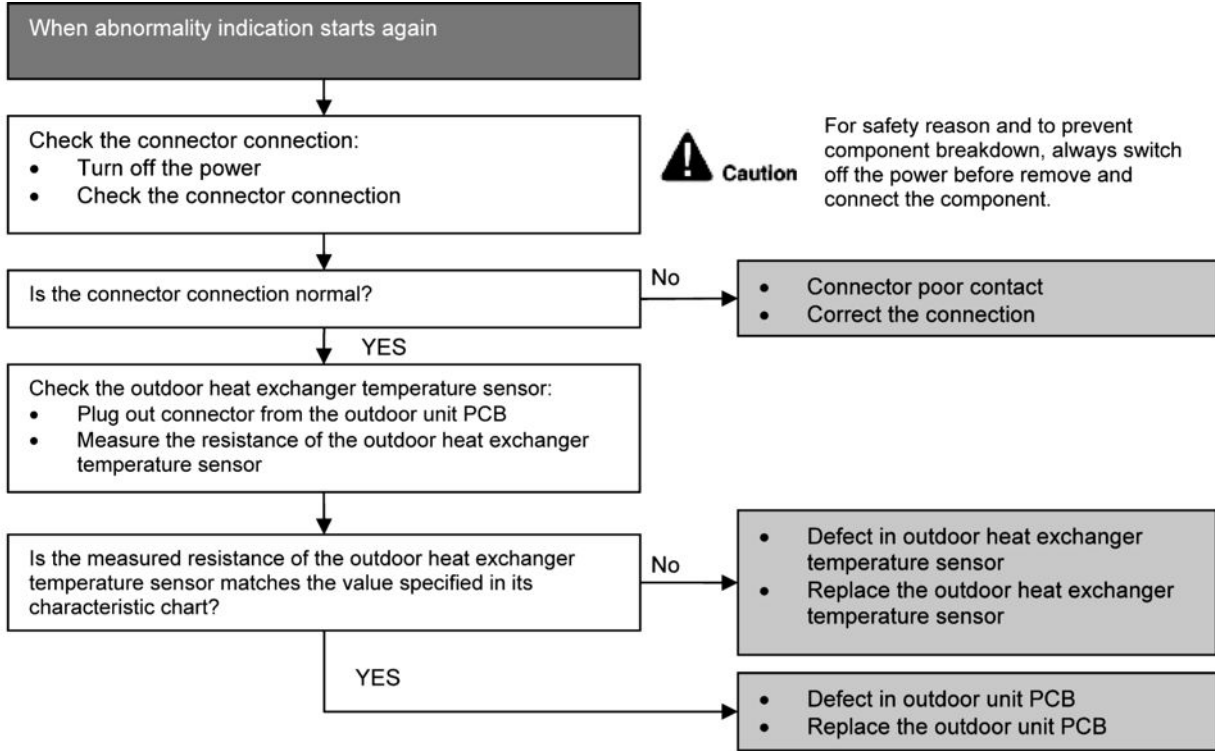 When abnormality indication starts again
Check the connector connection:
• Turn off the power
• Check the connector connection
Caution
For safety reason and to prevent
component breakdown, always switch
off the power before remove and
connect the component.
Is the connector connection normal?
No
• Connector poor contact
• Correct the connection
YES
Check the outdoor heat exchanger temperature sensor:
• Plug out connector from the outdoor unit PCB
• Measure the resistance of the outdoor heat exchanger
temperature sensor
Is the measured resistance of the outdoor heat exchanger
temperature sensor matches the value specified in its
characteristic chart?
No
• Defect in outdoor heat exchanger
temperature sensor
• Replace the outdoor heat exchanger
temperature sensor
YES
• Defect in outdoor unit PCB
• Replace the outdoor unit PCB